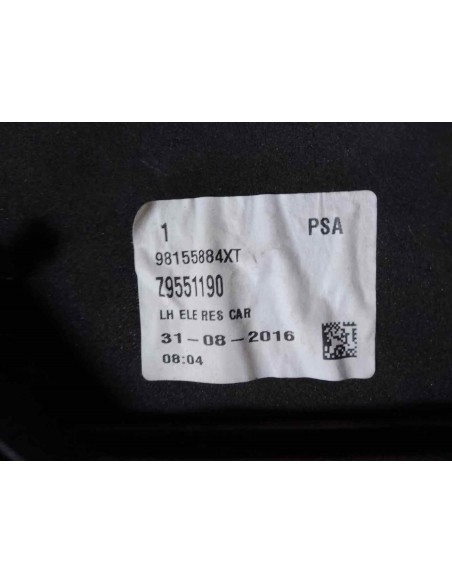 1 PSA
98155884XT
Z9551190
LH ELE RES CAR
31-08-2016
08:04